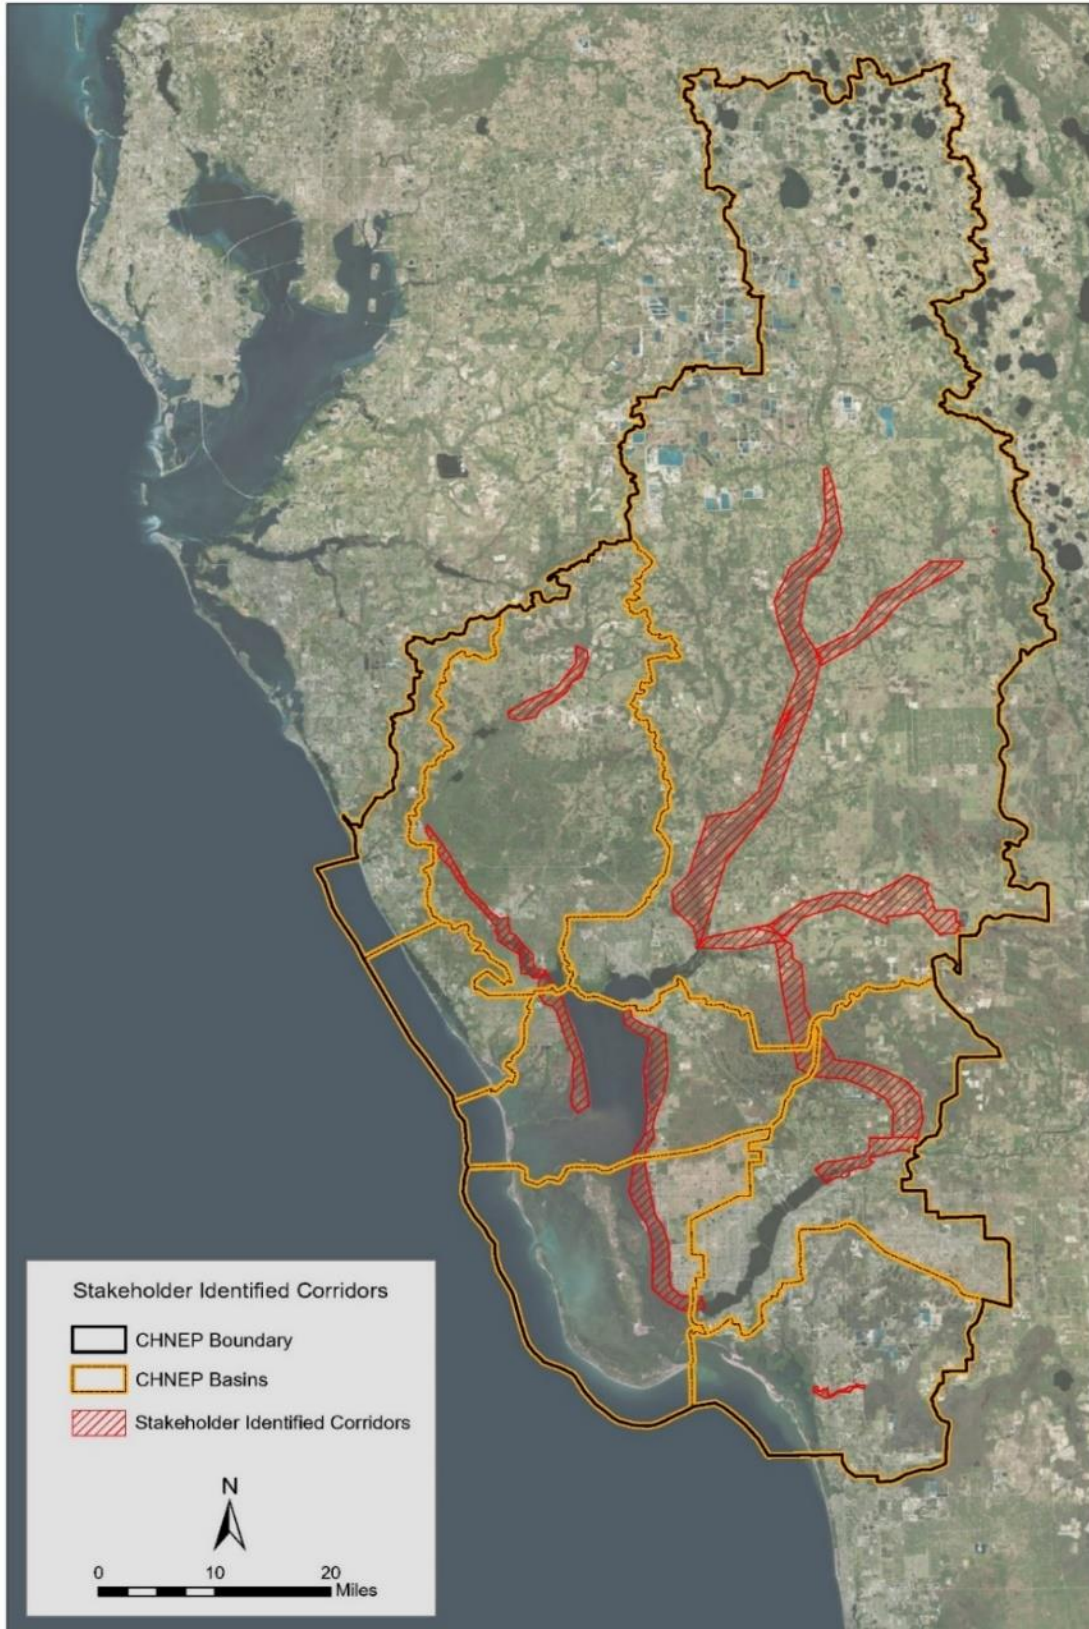 Stakeholder Identified Corridors
CHNEP Boundary
CHNEP Basins
Stakeholder Identified Corridors
N
0 10 20
Miles